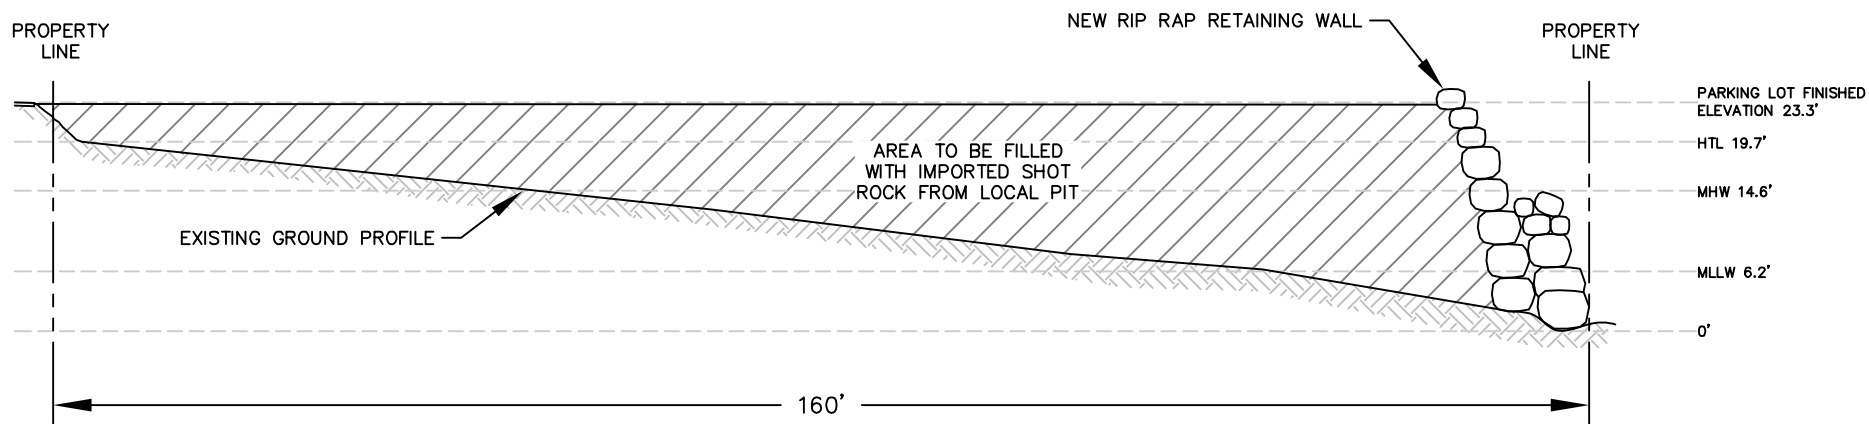 NEW RIP RAP RETAINING WALL
PROPERTY
LINE
PROPERTY
LINE
PARKING LOT FINISHED
ELEVATION 23.3'
HTL 19.7'
AREA TO BE FILLED
WITH IMPORTED SHOT
ROCK FROM LOCAL PIT
MHW 14.6'
EXISTING GROUND PROFILE
MLLW 6.2'
0'
160'